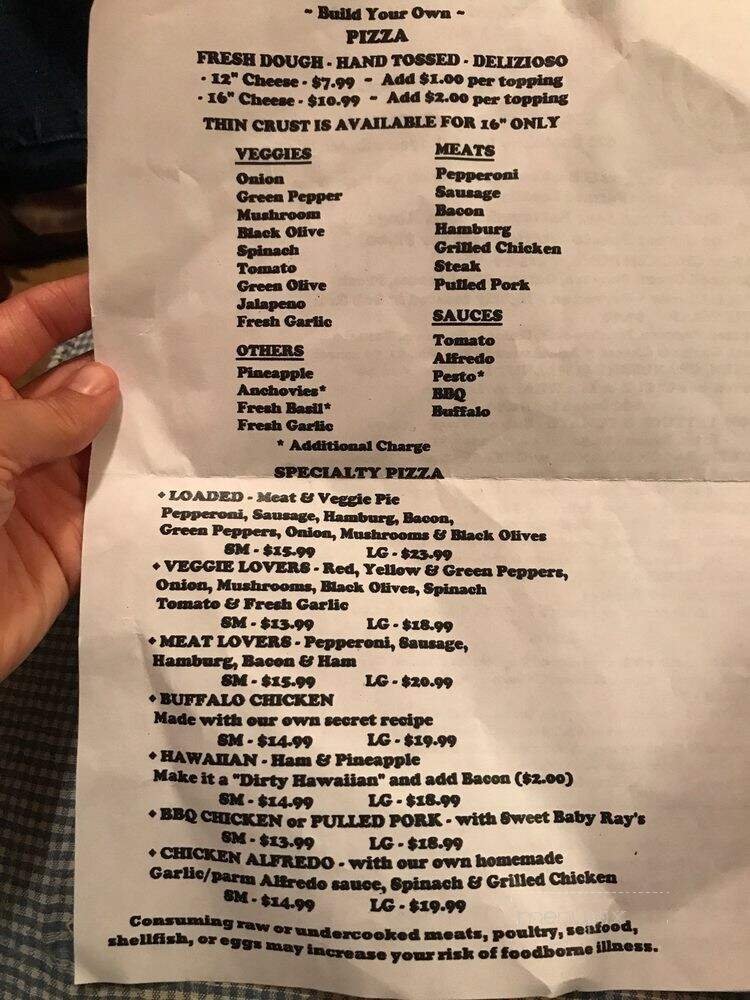 ~ Build Your Own ~
PIZZA
FRESH DOUGH - HAND TOSSED - DELIZIOSO
· 12" Cheese - $7.99 ~ Add $1.00 per topping
· 16" Cheese - $10.99 ~ Add $2.00 per topping
THIN CRUST IS AVAILABLE FOR 16" ONLY
VEGGIES
Onion
Green Pepper
Mushroom
Black Olive
Spinach
Tomato
Green Olive
Jalapeno
Fresh Garlic
OTHERS
Pineapple
Anchovies*
Fresh Basil*
Fresh Garlic
MEATS
Pepperoni
Sausage
Bacon
Hamburg
Grilled Chicken
Steak
Pulled Pork
SAUCES
Tomato
Alfredo
Pesto*
BBQ
Buffalo
* Additional Charge
SPECIALTY PIZZA
◆ LOADED - Meat & Veggie Pie
Pepperoni, Sausage, Hamburg, Bacon,
Green Peppers, Onion, Mushrooms & Black Olives
SM - $15.99 LG - $23.99
◆ VEGGIE LOVERS - Red, Yellow & Green Peppers,
Onion, Mushrooms, Black Olives, Spinach
Tomato & Fresh Garlic
SM - $13.99 LG - $18.99
◆ MEAT LOVERS - Pepperoni, Sausage,
Hamburg, Bacon & Ham
SM - $15.99 LG - $20.99
◆ BUFFALO CHICKEN
Made with our own secret recipe
SM - $14.99 LG - $19.99
◆ HAWAIIAN - Ham & Pineapple
Make it a "Dirty Hawaiian" and add Bacon ($2.00)
SM - $14.99 LG - $18.99
◆ BBQ CHICKEN or PULLED PORK - with Sweet Baby Ray's
SM - $13.99 LG - $18.99
◆ CHICKEN ALFREDO - with our own homemade
Garlic/parm Alfredo sauce, Spinach & Grilled Chicken
SM - $14.99 LG - $19.99
Consuming raw or undercooked meats, poultry, seafood,
shellfish, or eggs may increase your risk of foodborne illness.